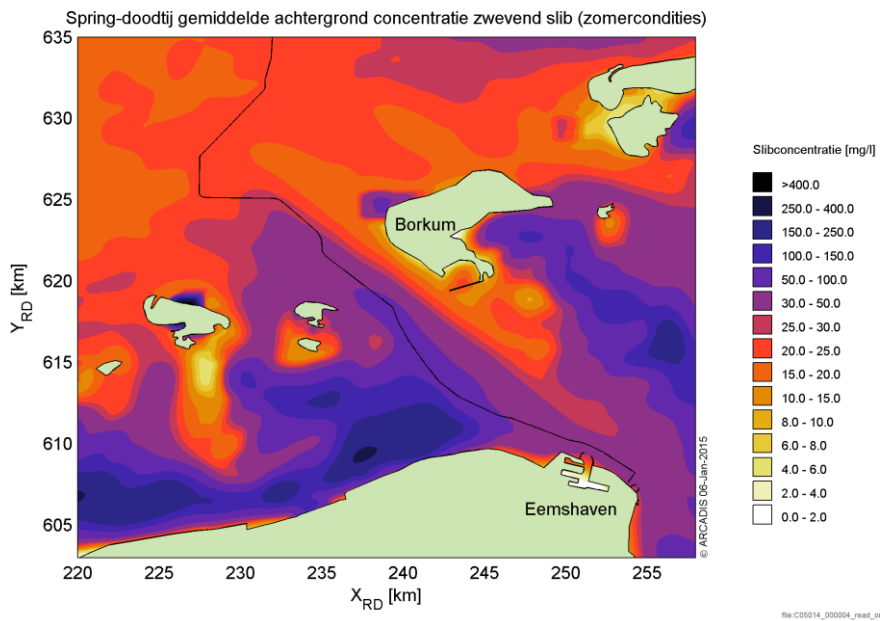 Spring-doodtij gemiddelde achtergrond concentratie zwevend slib (zomercondities)
635
630
625
620
615
610
605
Y_RD [km]
220
225
230
235
240
245
250
255
X_RD [km]
Borkum
Eemshaven
© ARCADIS 06-Jan-2015
Slibconcentratie [mg/l]
>400.0
250.0 - 400.0
150.0 - 250.0
100.0 - 150.0
50.0 - 100.0
30.0 - 50.0
25.0 - 30.0
20.0 - 25.0
15.0 - 20.0
10.0 - 15.0
8.0 - 10.0
6.0 - 8.0
4.0 - 6.0
2.0 - 4.0
0.0 - 2.0